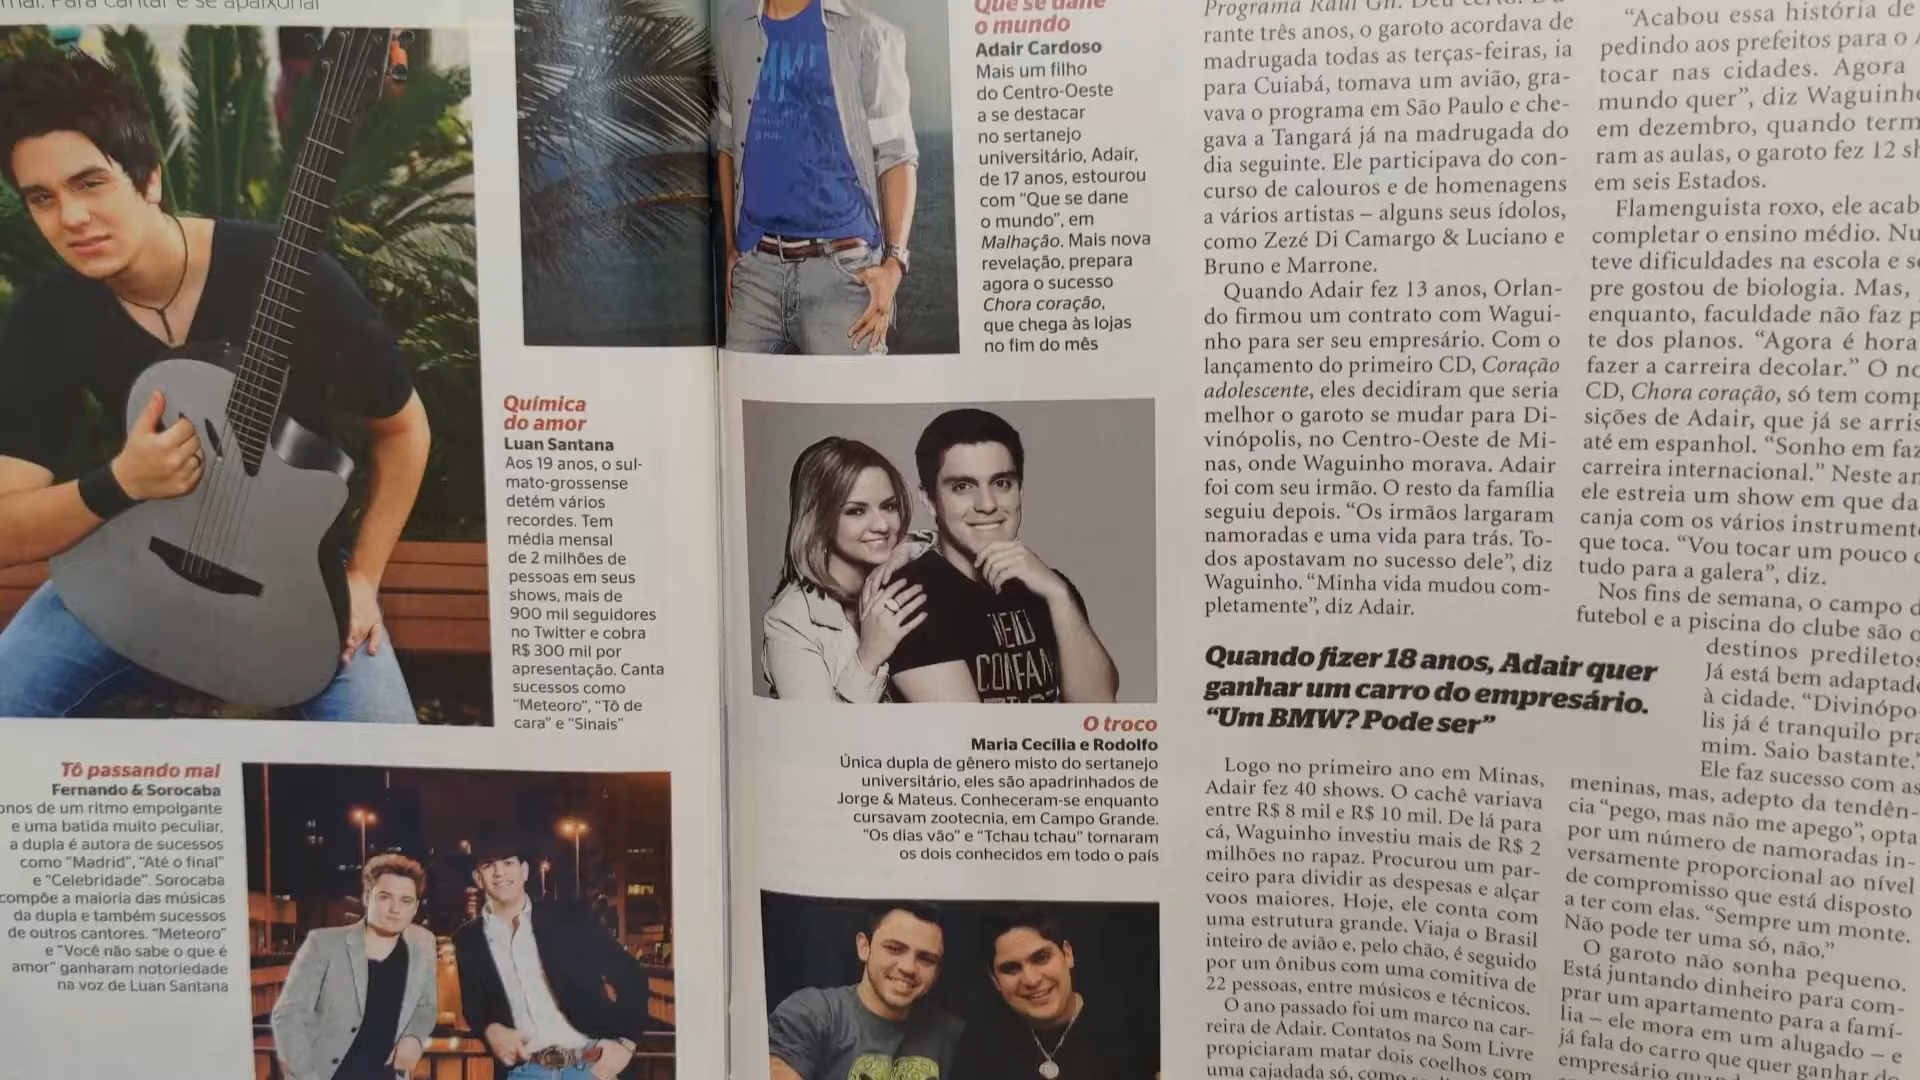 mal. Para cantar e se apaixonar
Química
do amor
Luan Santana
Aos 19 anos, o sul-
mato-grossense
detém vários
recordes. Tem
média mensal
de 2 milhões de
pessoas em seus
shows, mais de
900 mil seguidores
no Twitter e cobra
R$ 300 mil por
apresentação. Canta
sucessos como
"Meteoro", "Tô de
cara" e "Sinais"
Tô passando mal
Fernando & Sorocaba
de um ritmo empolgante
e uma batida muito peculiar,
a dupla é autora de sucessos
como "Madrid", "Até o final"
e "Celebridade". Sorocaba
compõe a maioria das músicas
da dupla e também sucessos
de outros cantores. "Meteoro"
e "Você não sabe o que é
amor" ganharam notoriedade
na voz de Luan Santana
Que se dane
o mundo
Adair Cardoso
Mais um filho
do Centro-Oeste
a se destacar
no sertanejo
universitário, Adair,
de 17 anos, estourou
com "Que se dane
o mundo", em
Malhação. Mais nova
revelação, prepara
agora o sucesso
Chora coração,
que chega às lojas
no fim do mês
O troco
Maria Cecília e Rodolfo
Única dupla de gênero misto do sertanejo
universitário, eles são apadrinhados de
Jorge & Mateus. Conheceram-se enquanto
cursavam zootecnia, em Campo Grande.
"Os dias vão" e "Tchau tchau" tornaram
os dois conhecidos em todo o país
Programa Raul Gil. Deu certo. Du-
rante três anos, o garoto acordava de
madrugada todas as terças-feiras, ia
para Cuiabá, tomava um avião, gra-
vava o programa em São Paulo e che-
gava a Tangará já na madrugada do
dia seguinte. Ele participava do con-
curso de calouros e de homenagens
a vários artistas – alguns seus ídolos,
como Zezé Di Camargo & Luciano e
Bruno e Marrone.
Quando Adair fez 13 anos, Orlan-
do firmou um contrato com Wagui-
nho para ser seu empresário. Com o
lançamento do primeiro CD, Coração
adolescente, eles decidiram que seria
melhor o garoto se mudar para Di-
vinópolis, no Centro-Oeste de Mi-
nas, onde Waguinho morava. Adair
foi com seu irmão. O resto da família
seguiu depois. "Os irmãos largaram
namoradas e uma vida para trás. To-
dos apostavam no sucesso dele", diz
Waguinho. "Minha vida mudou com-
pletamente", diz Adair.
Quando fizer 18 anos, Adair quer
ganhar um carro do empresário.
"Um BMW? Pode ser"
Logo no primeiro ano em Minas,
Adair fez 40 shows. O cachê variava
entre R$ 8 mil e R$ 10 mil. De lá para
cá, Waguinho investiu mais de R$ 2
milhões no rapaz. Procurou um par-
ceiro para dividir as despesas e alçar
voos maiores. Hoje, ele conta com
uma estrutura grande. Viaja o Brasil
inteiro de avião e, pelo chão, é seguido
por um ônibus com uma comitiva de
22 pessoas, entre músicos e técnicos.
O ano passado foi um marco na car-
reira de Adair. Contatos na Som Livre
propiciaram matar dois coelhos com
uma cajadada só, como
"Acabou essa história de
pedindo aos prefeitos para o
tocar nas cidades. Agora
mundo quer", diz Waguinho
em dezembro, quando term
ram as aulas, o garoto fez 12
em seis Estados.
Flamenguista roxo, ele acab
completar o ensino médio. Nu
teve dificuldades na escola e se
pre gostou de biologia. Mas,
enquanto, faculdade não faz p
te dos planos. "Agora é hora
fazer a carreira decolar." O no
CD, Chora coração, só tem comp
sições de Adair, que já se arris
até em espanhol. "Sonho em faz
carreira internacional." Neste an
ele estreia um show em que da
canja com os vários instrument
que toca. "Vou tocar um pouco
tudo para a galera", diz.
Nos fins de semana, o campo d
futebol e a piscina do clube são o
destinos prediletos
Já está bem adaptad
à cidade. "Divinópo-
lis já é tranquilo pra
mim. Saio bastante."
Ele faz sucesso com as
meninas, mas, adepto da tendên-
cia "pego, mas não me apego", opta
por um número de namoradas in-
versamente proporcional ao nível
de compromisso que está disposto
a ter com elas. "Sempre um monte.
Não pode ter uma só, não."
O garoto não sonha pequeno.
Está juntando dinheiro para com-
prar um apartamento para a famí-
lia – ele mora em um alugado – e
já fala do carro que quer ganhar do
empresário